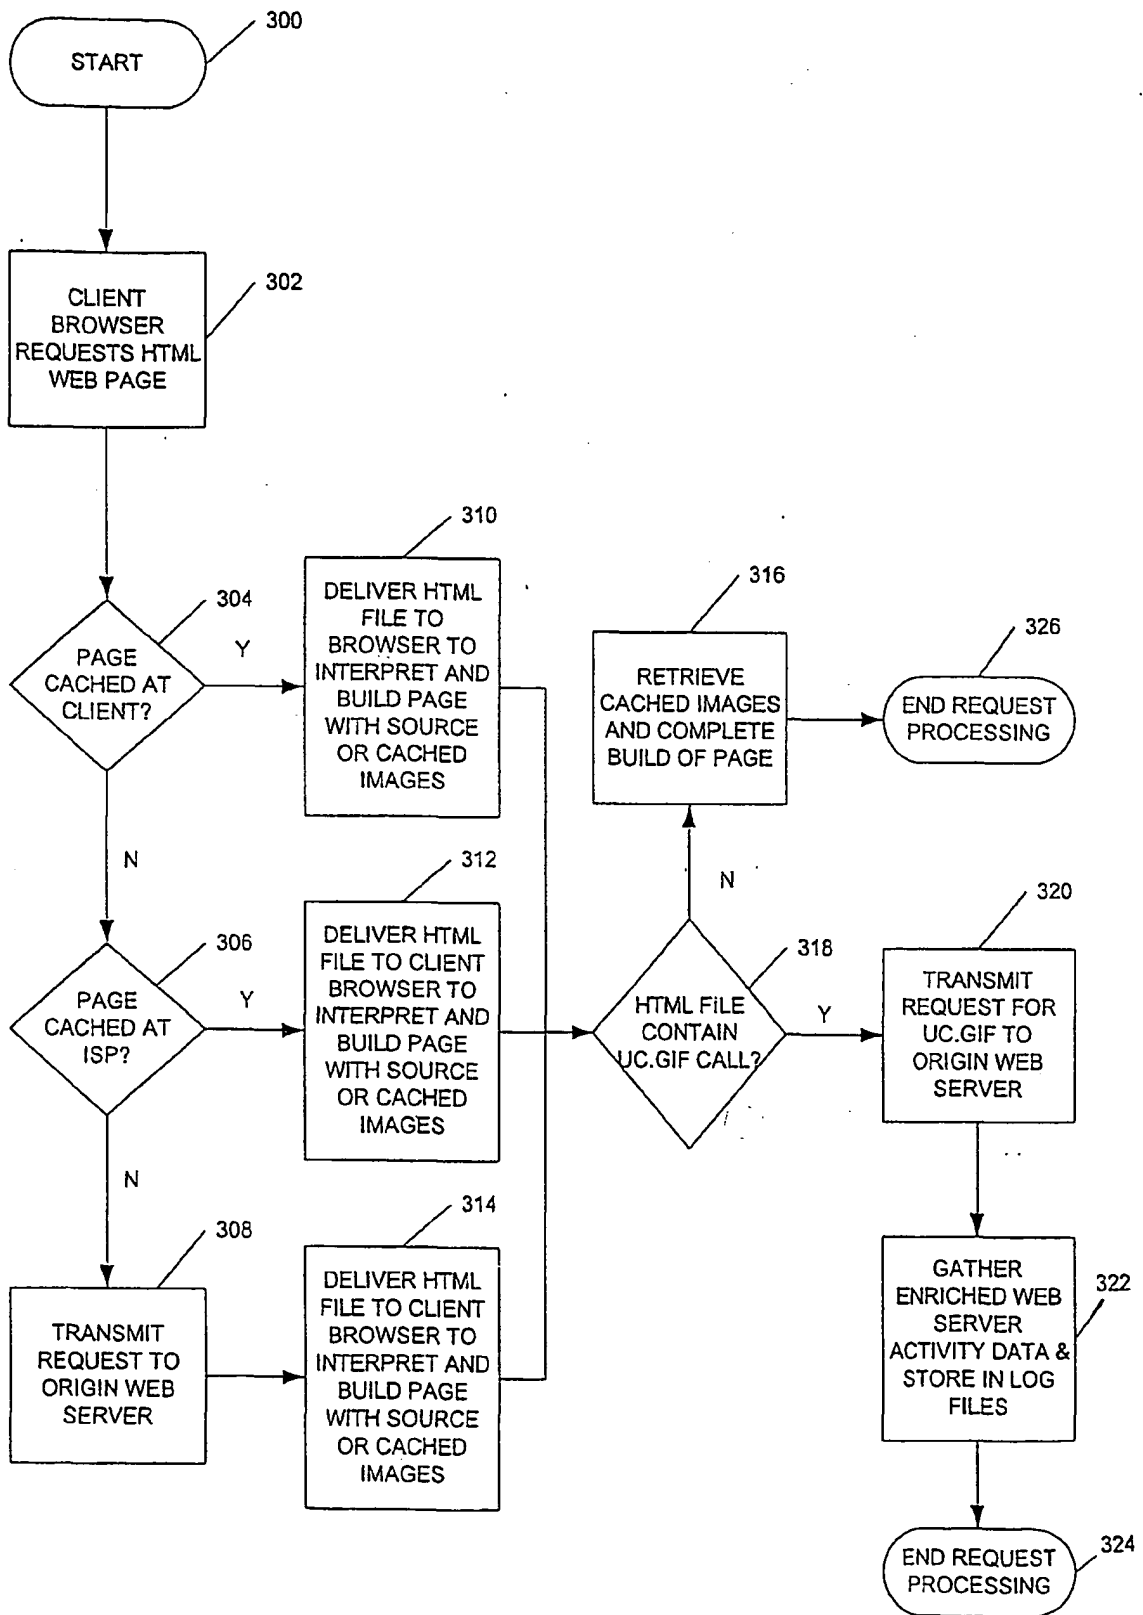 300
START
302
CLIENT
BROWSER
REQUESTS HTML
WEB PAGE
304
PAGE
CACHED AT
CLIENT?
Y
N
310
DELIVER HTML
FILE TO
BROWSER TO
INTERPRET AND
BUILD PAGE
WITH SOURCE
OR CACHED
IMAGES
306
PAGE
CACHED AT
ISP?
Y
N
312
DELIVER HTML
FILE TO CLIENT
BROWSER TO
INTERPRET AND
BUILD PAGE
WITH SOURCE
OR CACHED
IMAGES
308
TRANSMIT
REQUEST TO
ORIGIN WEB
SERVER
314
DELIVER HTML
FILE TO CLIENT
BROWSER TO
INTERPRET AND
BUILD PAGE
WITH SOURCE
OR CACHED
IMAGES
316
RETRIEVE
CACHED IMAGES
AND COMPLETE
BUILD OF PAGE
326
END REQUEST
PROCESSING
N
318
HTML FILE
CONTAIN
UC.GIF CALL?
Y
320
TRANSMIT
REQUEST FOR
UC.GIF TO
ORIGIN WEB
SERVER
322
GATHER
ENRICHED WEB
SERVER
ACTIVITY DATA &
STORE IN LOG
FILES
324
END REQUEST
PROCESSING